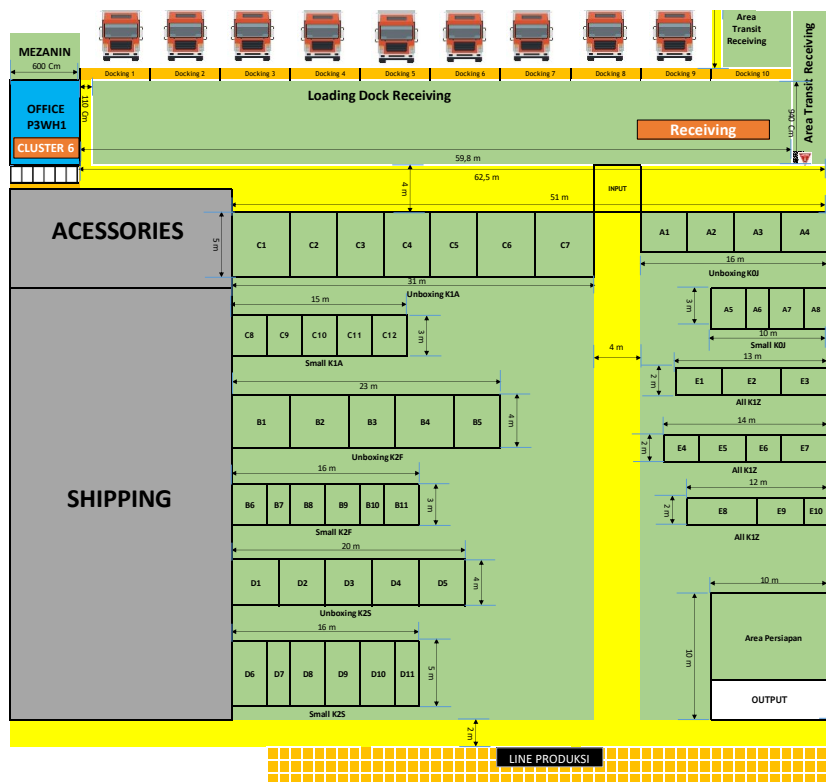 Area
Transit
Receiving
MEZANIN
600 Cm
Docking 1
Docking 2
Docking 3
Docking 4
Docking 5
Docking 6
Docking 7
Docking 8
Docking 9
Docking 10
Area Transit Receiving
OFFICE
P3WH1
CLUSTER 6
110 Cm
Loading Dock Receiving
Receiving
940 Cm
59,8 m
62,5 m
4 m
INPUT
51 m
ACESSORIES
5 m
C1
C2
C3
C4
C5
C6
C7
31 m
Unboxing K1A
A1
A2
A3
A4
16 m
Unboxing K0J
15 m
C8
C9
C10
C11
C12
3 m
Small K1A
3 m
A5
A6
A7
A8
10 m
Small K0J
4 m
13 m
2 m
E1
E2
E3
All K1Z
23 m
B1
B2
B3
B4
B5
4 m
Unboxing K2F
14 m
2 m
E4
E5
E6
E7
All K1Z
SHIPPING
16 m
B6
B7
B8
B9
B10
B11
3 m
Small K2F
12 m
2 m
E8
E9
E10
All K1Z
20 m
D1
D2
D3
D4
D5
4 m
Unboxing K2S
16 m
D6
D7
D8
D9
D10
D11
5 m
Small K2S
10 m
10 m
Area Persiapan
OUTPUT
2 m
LINE PRODUKSI